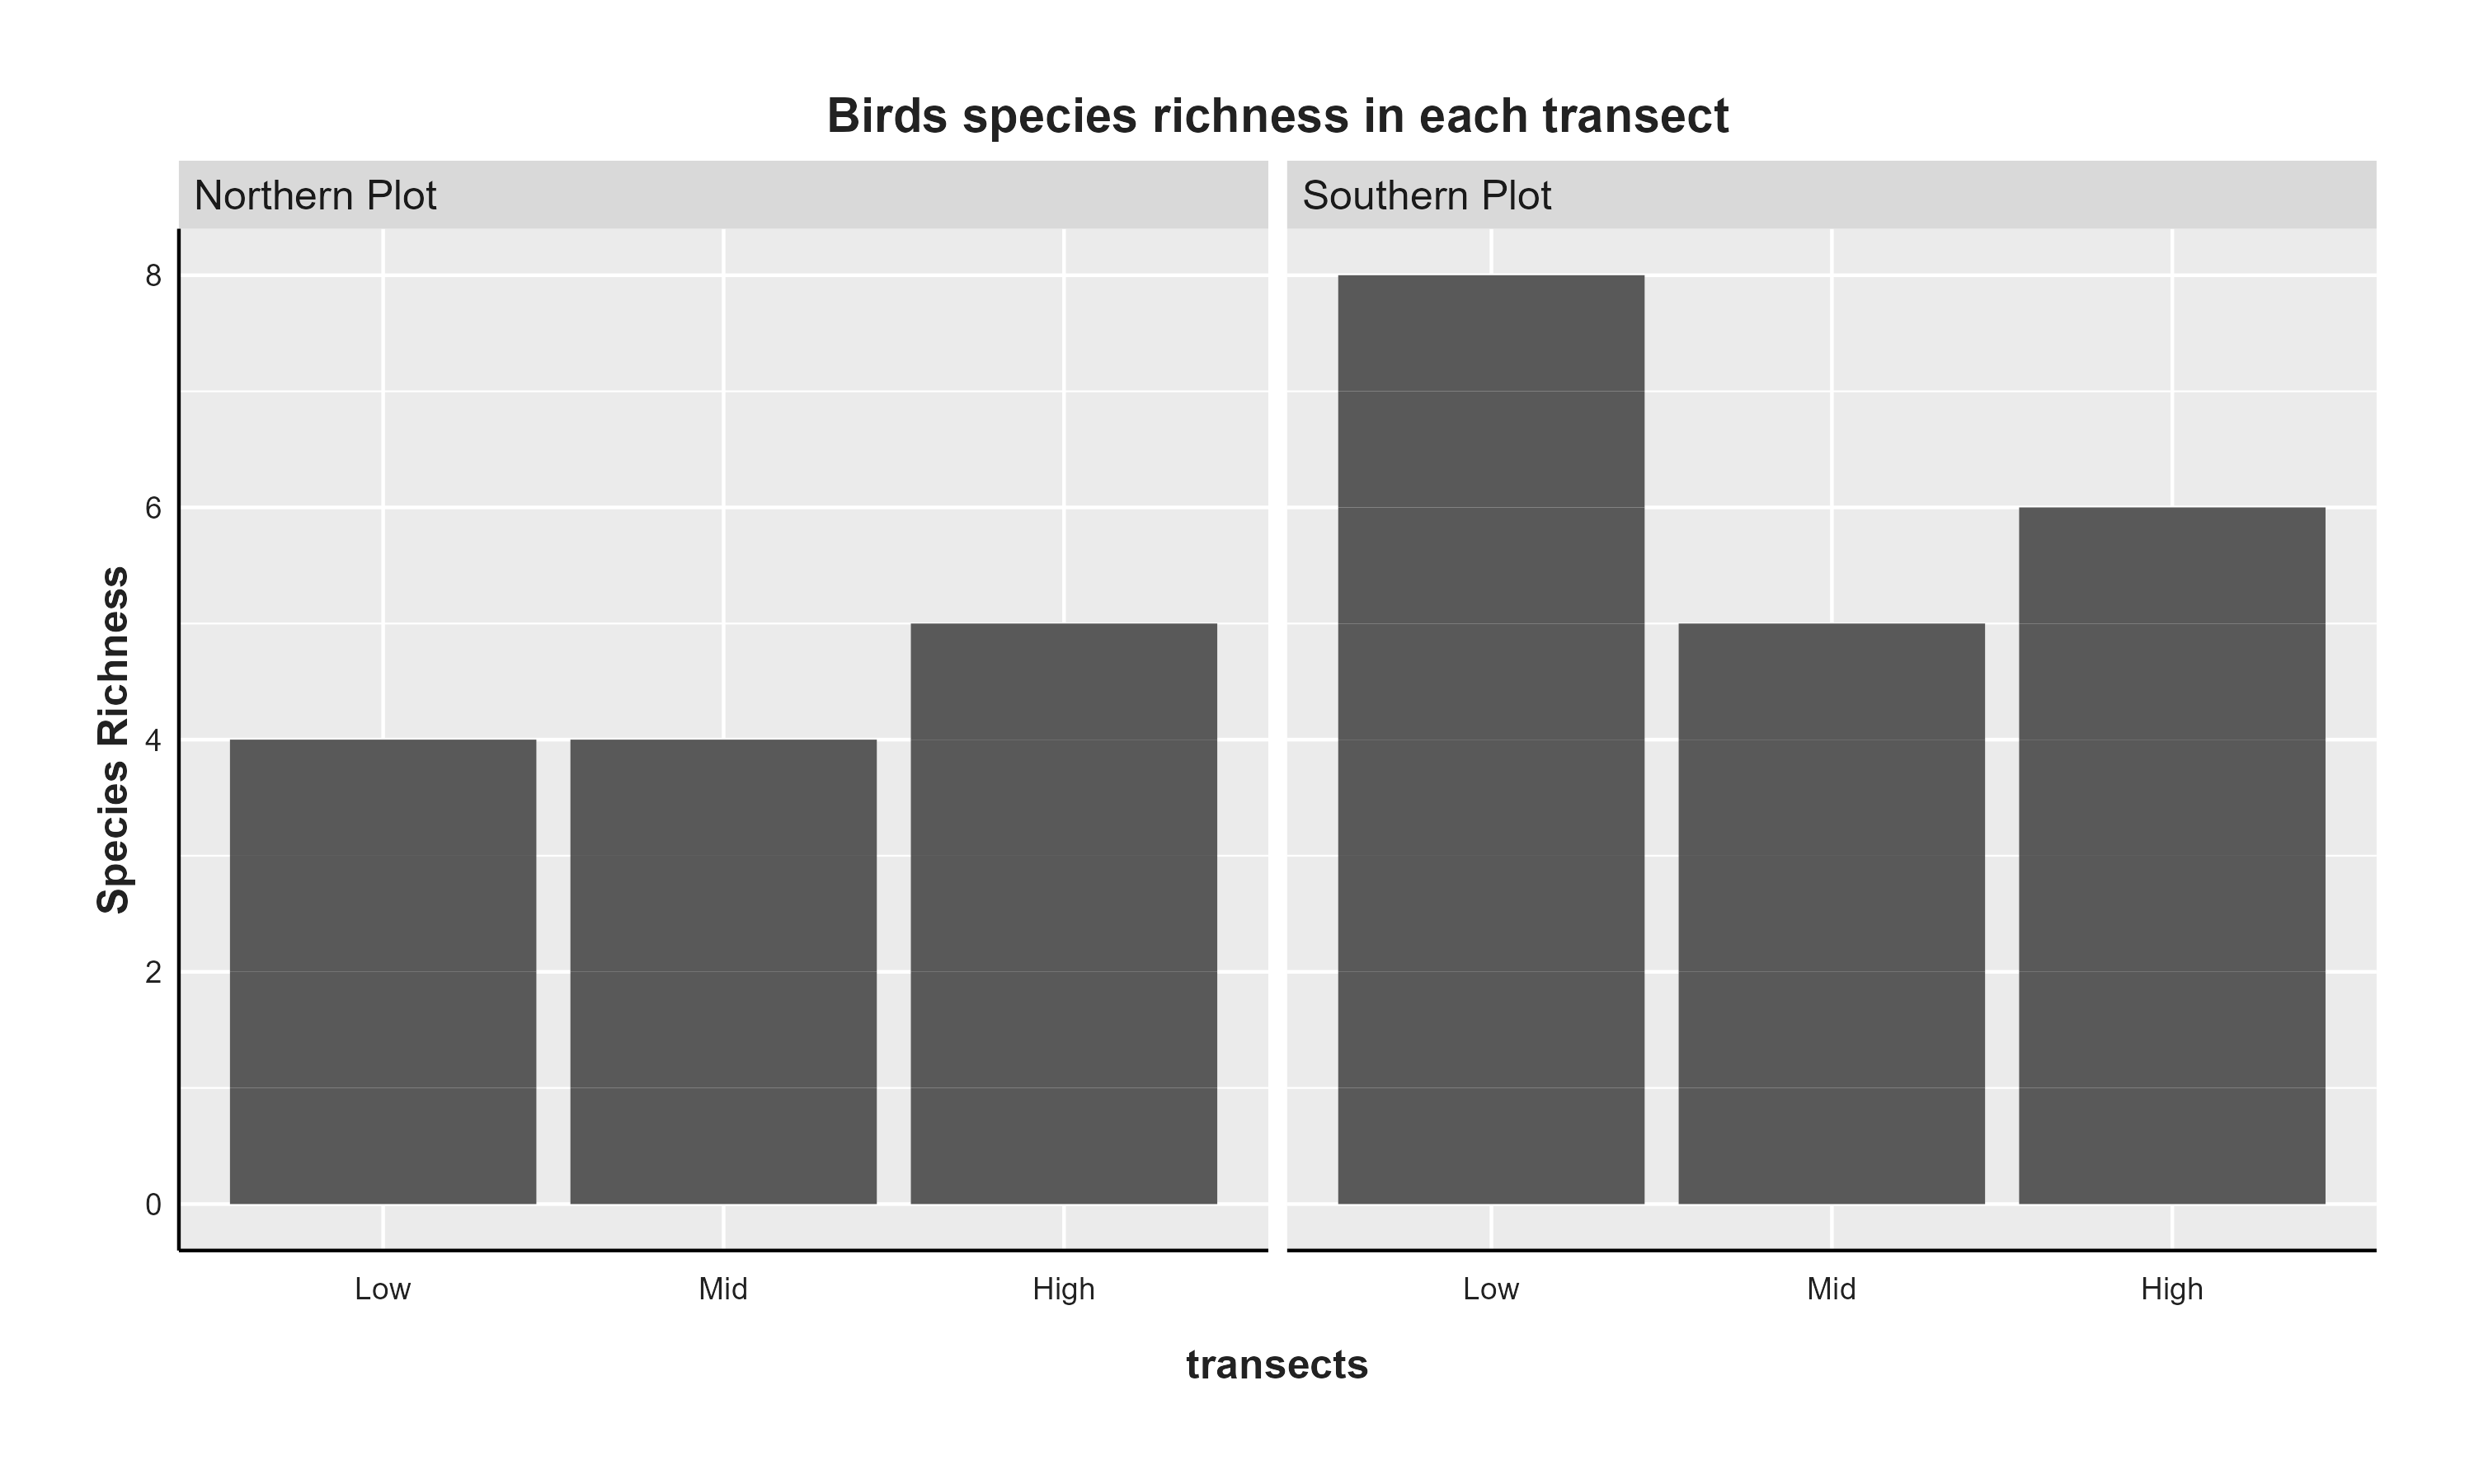 Birds species richness in each transect
Northern Plot
Southern Plot
Species Richness
8
6
4
2
0
Low Mid High Low Mid High
transects